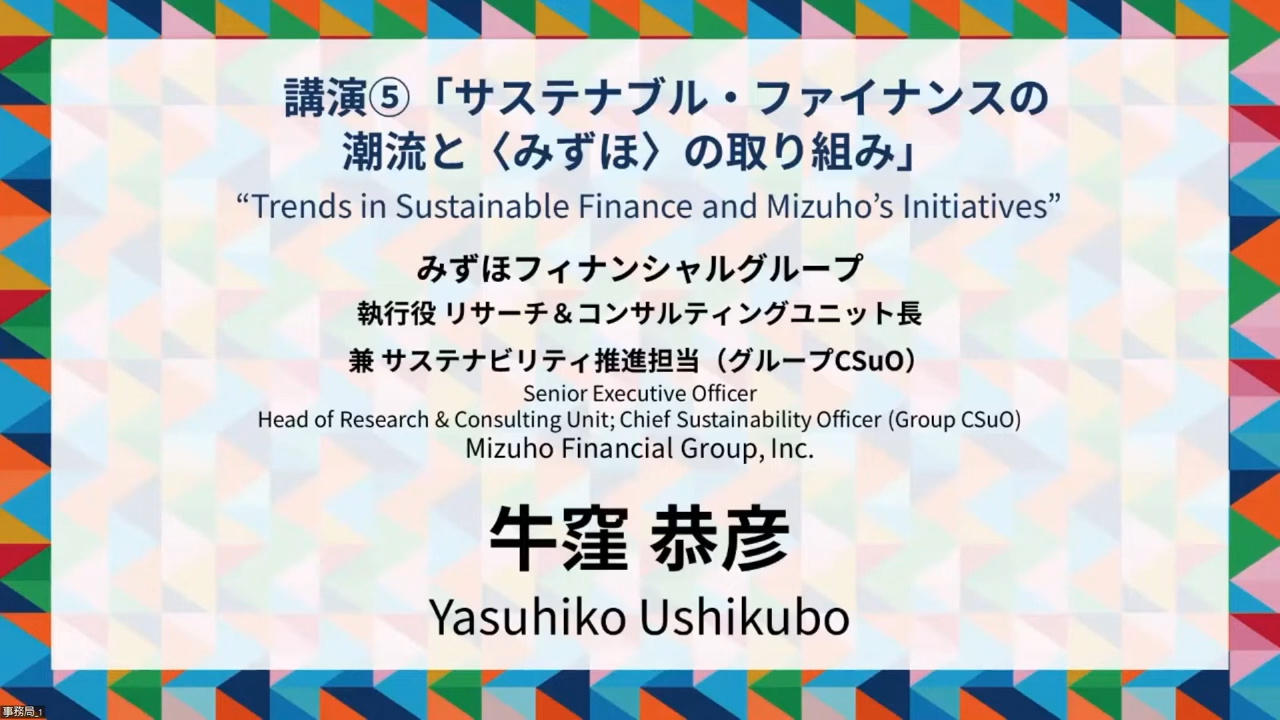 講演⑤「サステナブル・ファイナンスの
潮流と〈みずほ〉の取り組み」
“Trends in Sustainable Finance and Mizuho’s Initiatives”
みずほフィナンシャルグループ
執行役 リサーチ＆コンサルティングユニット長
兼 サステナビリティ推進担当（グループCSuO）
Senior Executive Officer
Head of Research & Consulting Unit; Chief Sustainability Officer (Group CSuO)
Mizuho Financial Group, Inc.
牛窪 恭彦
Yasuhiko Ushikubo
事務局_1